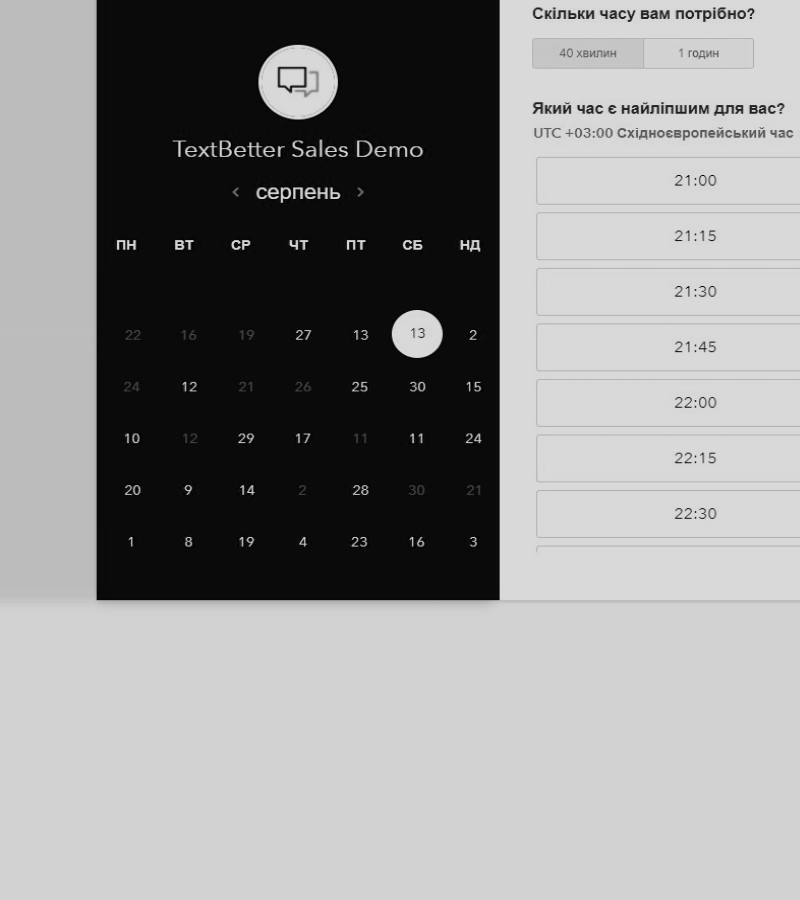 TextBetter Sales Demo
серпень
ПН ВТ СР ЧТ ПТ СБ НД
22 16 19 27 13 13 2
24 12 21 26 25 30 15
10 12 29 17 11 11 24
20 9 14 2 28 30 21
1 8 19 4 23 16 3
Скільки часу вам потрібно?
40 хвилин 1 годин
Який час є найліпшим для вас?
UTC +03:00 Східноєвропейський час
21:00
21:15
21:30
21:45
22:00
22:15
22:30